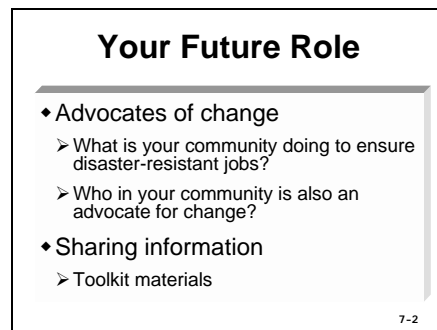 Your Future Role
◆Advocates of change
➢What is your community doing to ensure
disaster-resistant jobs?
➢Who in your community is also an
advocate for change?
◆Sharing information
➢Toolkit materials
7-2